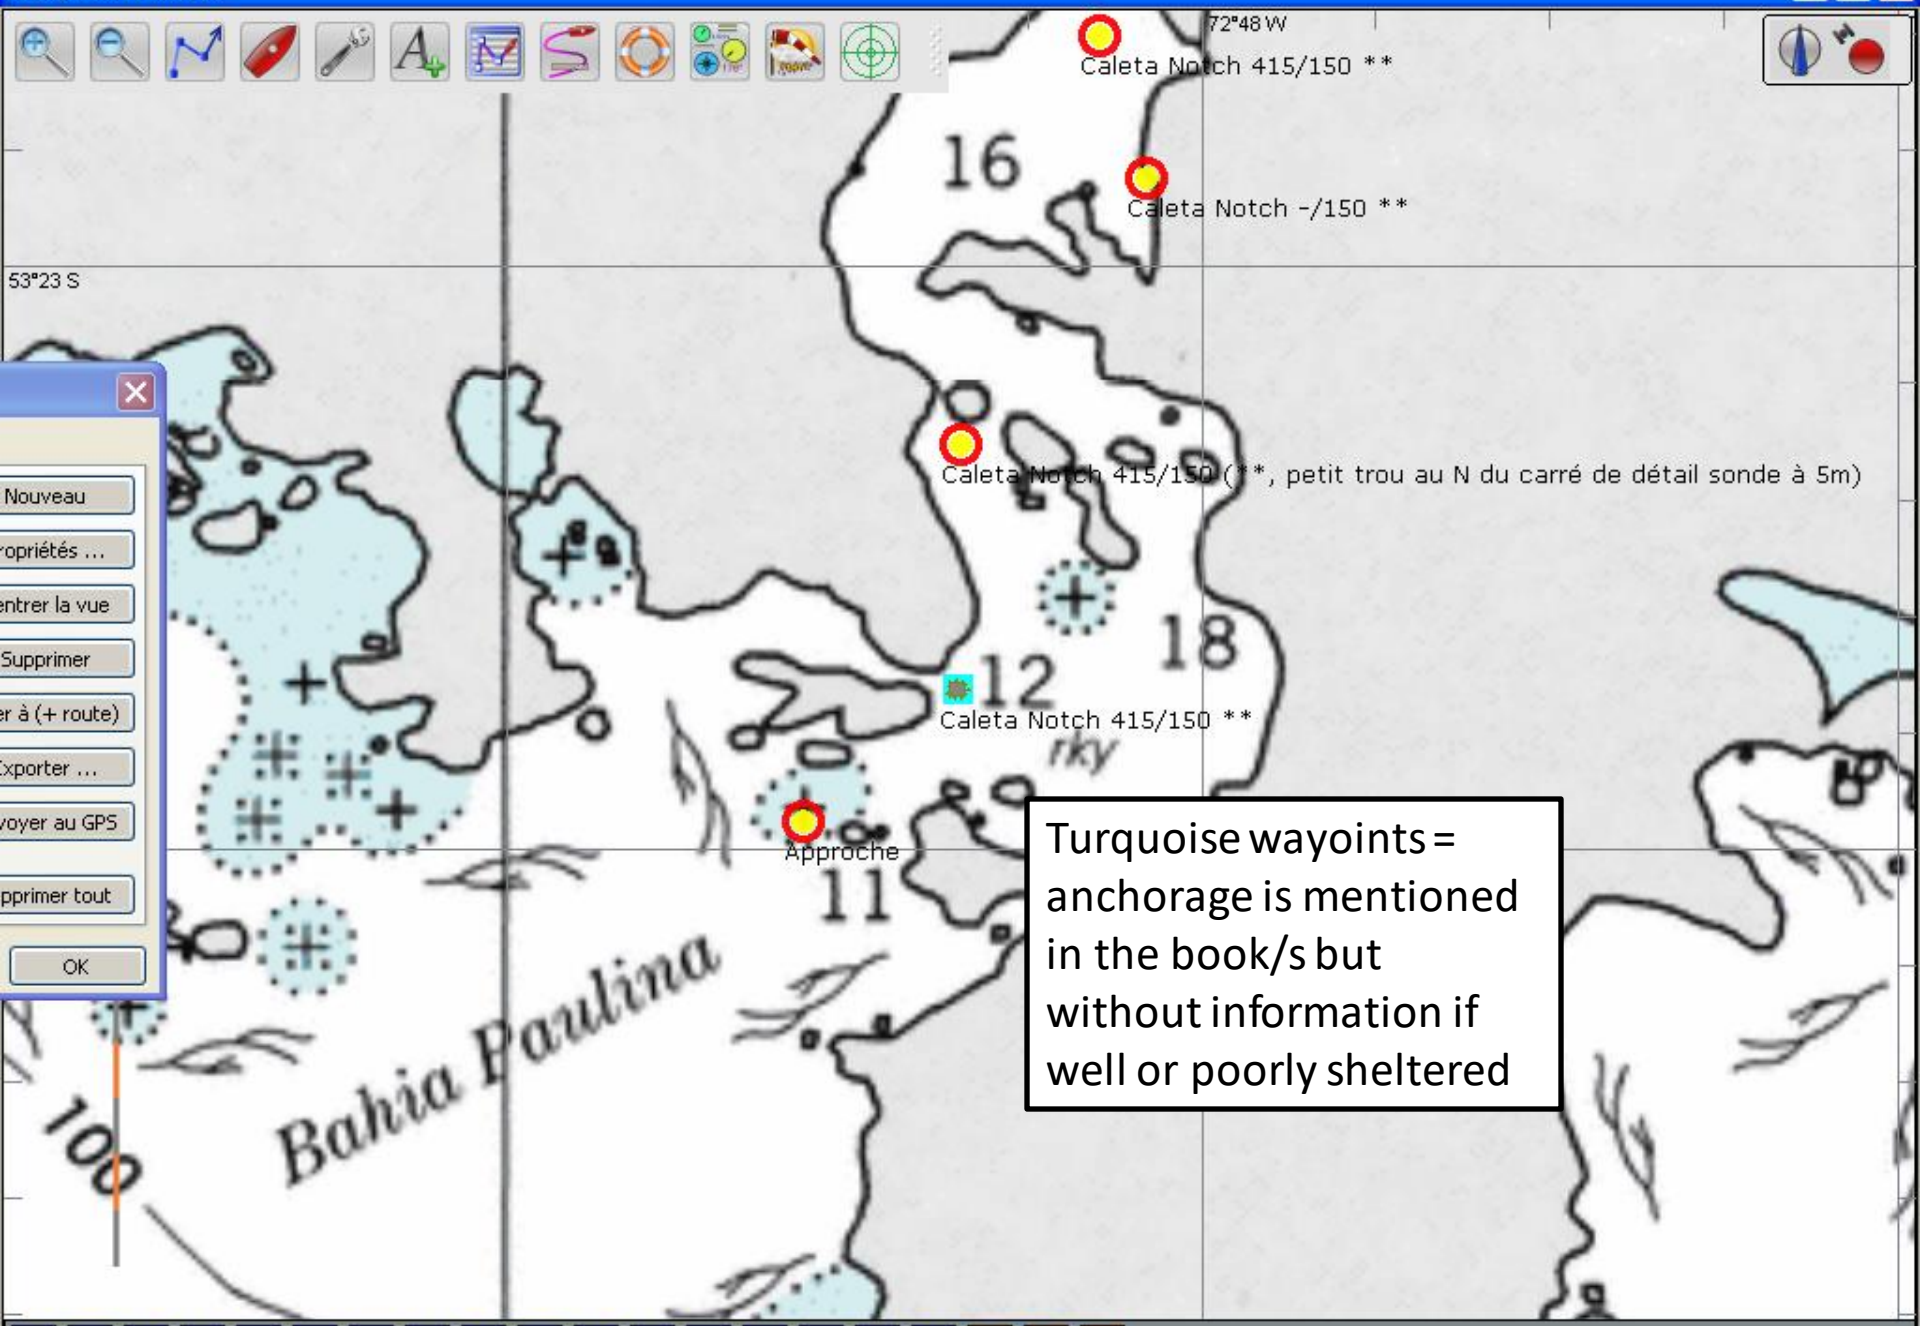 72°48 W
Caleta Notch 415/150 **
16
Caleta Notch -/150 **
53°23 S
Caleta Notch 415/150 (**, petit trou au N du carré de détail sonde à 5m)
Nouveau
ropriétés ...
entrer la vue
Supprimer
er à (+ route)
Exporter ...
voyer au GPS
pprimer tout
OK
18
12
Caleta Notch 415/150 **
rky
Approche
11
Turquoise wayoints =
anchorage is mentioned
in the book/s but
without information if
well or poorly sheltered
Bahia Paulina
100